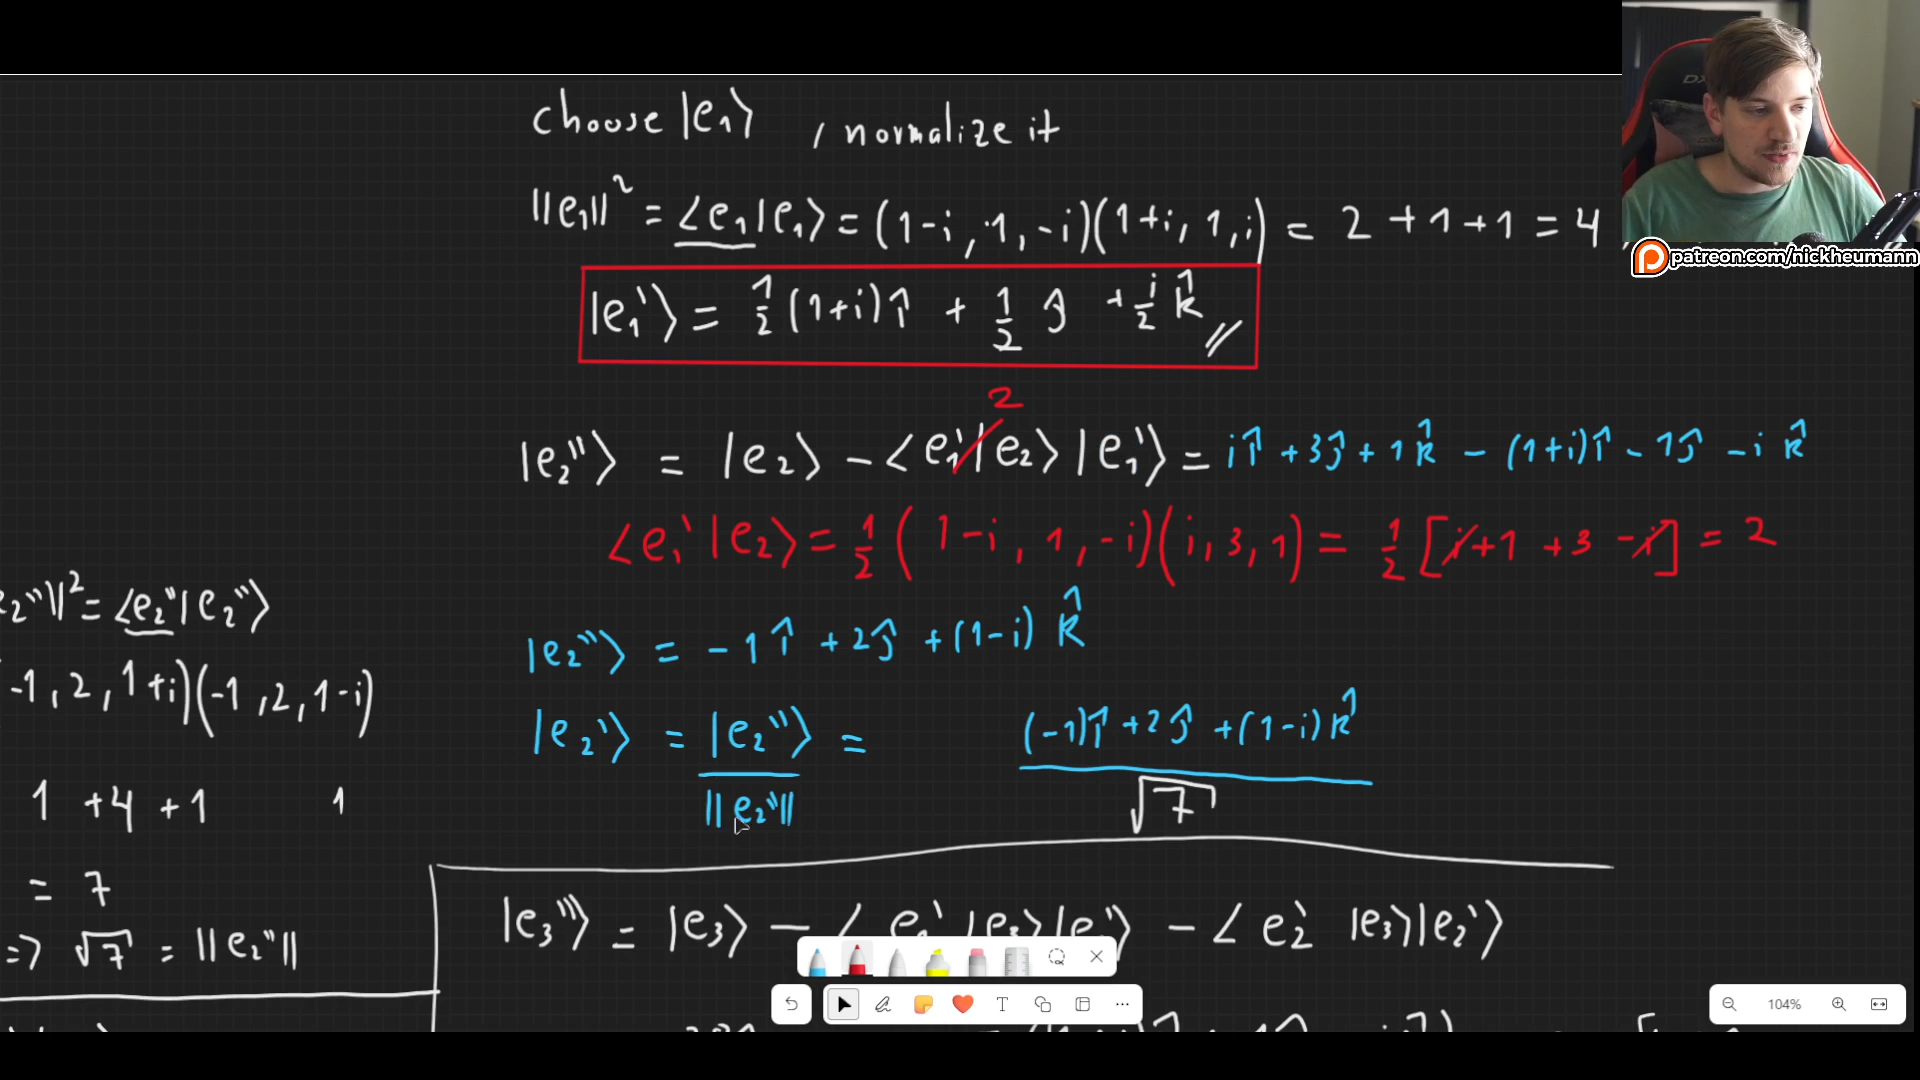 choose |e₁⟩ , normalize it
||e₁||² = ⟨e₁|e₁⟩ = (1-i, 1, -i)(1+i, 1, i) = 2 + 1 + 1 = 4
patreon.com/nickheumann
|e₁'⟩ = ½(1+i)î + ½ ĵ + i/2 k̂
2
|e₂''⟩ = |e₂⟩ - ⟨e₁'|e₂⟩|e₁'⟩ = iî + 3ĵ + 1k̂ - (1+i)î - 1ĵ - i k̂
⟨e₁'|e₂⟩ = ½(1-i, 1, -i)(i, 3, 1) = ½[i+1 +3 -i] = 2
e₂''||² = ⟨e₂''|e₂''⟩
|e₂''⟩ = -1î + 2ĵ + (1-i) k̂
-1, 2, 1+i)(-1, 2, 1-i)
|e₂'⟩ = |e₂''⟩ / ||e₂''|| = (-1)î + 2ĵ + (1-i)k̂ / √7
1 +4 +1 1
= 7
=> √7 = ||e₂''||
|e₃'''⟩ = |e₃⟩ - ⟨e₁'|e₃⟩|e₁'⟩ - ⟨e₂'|e₃⟩|e₂'⟩
T
104%